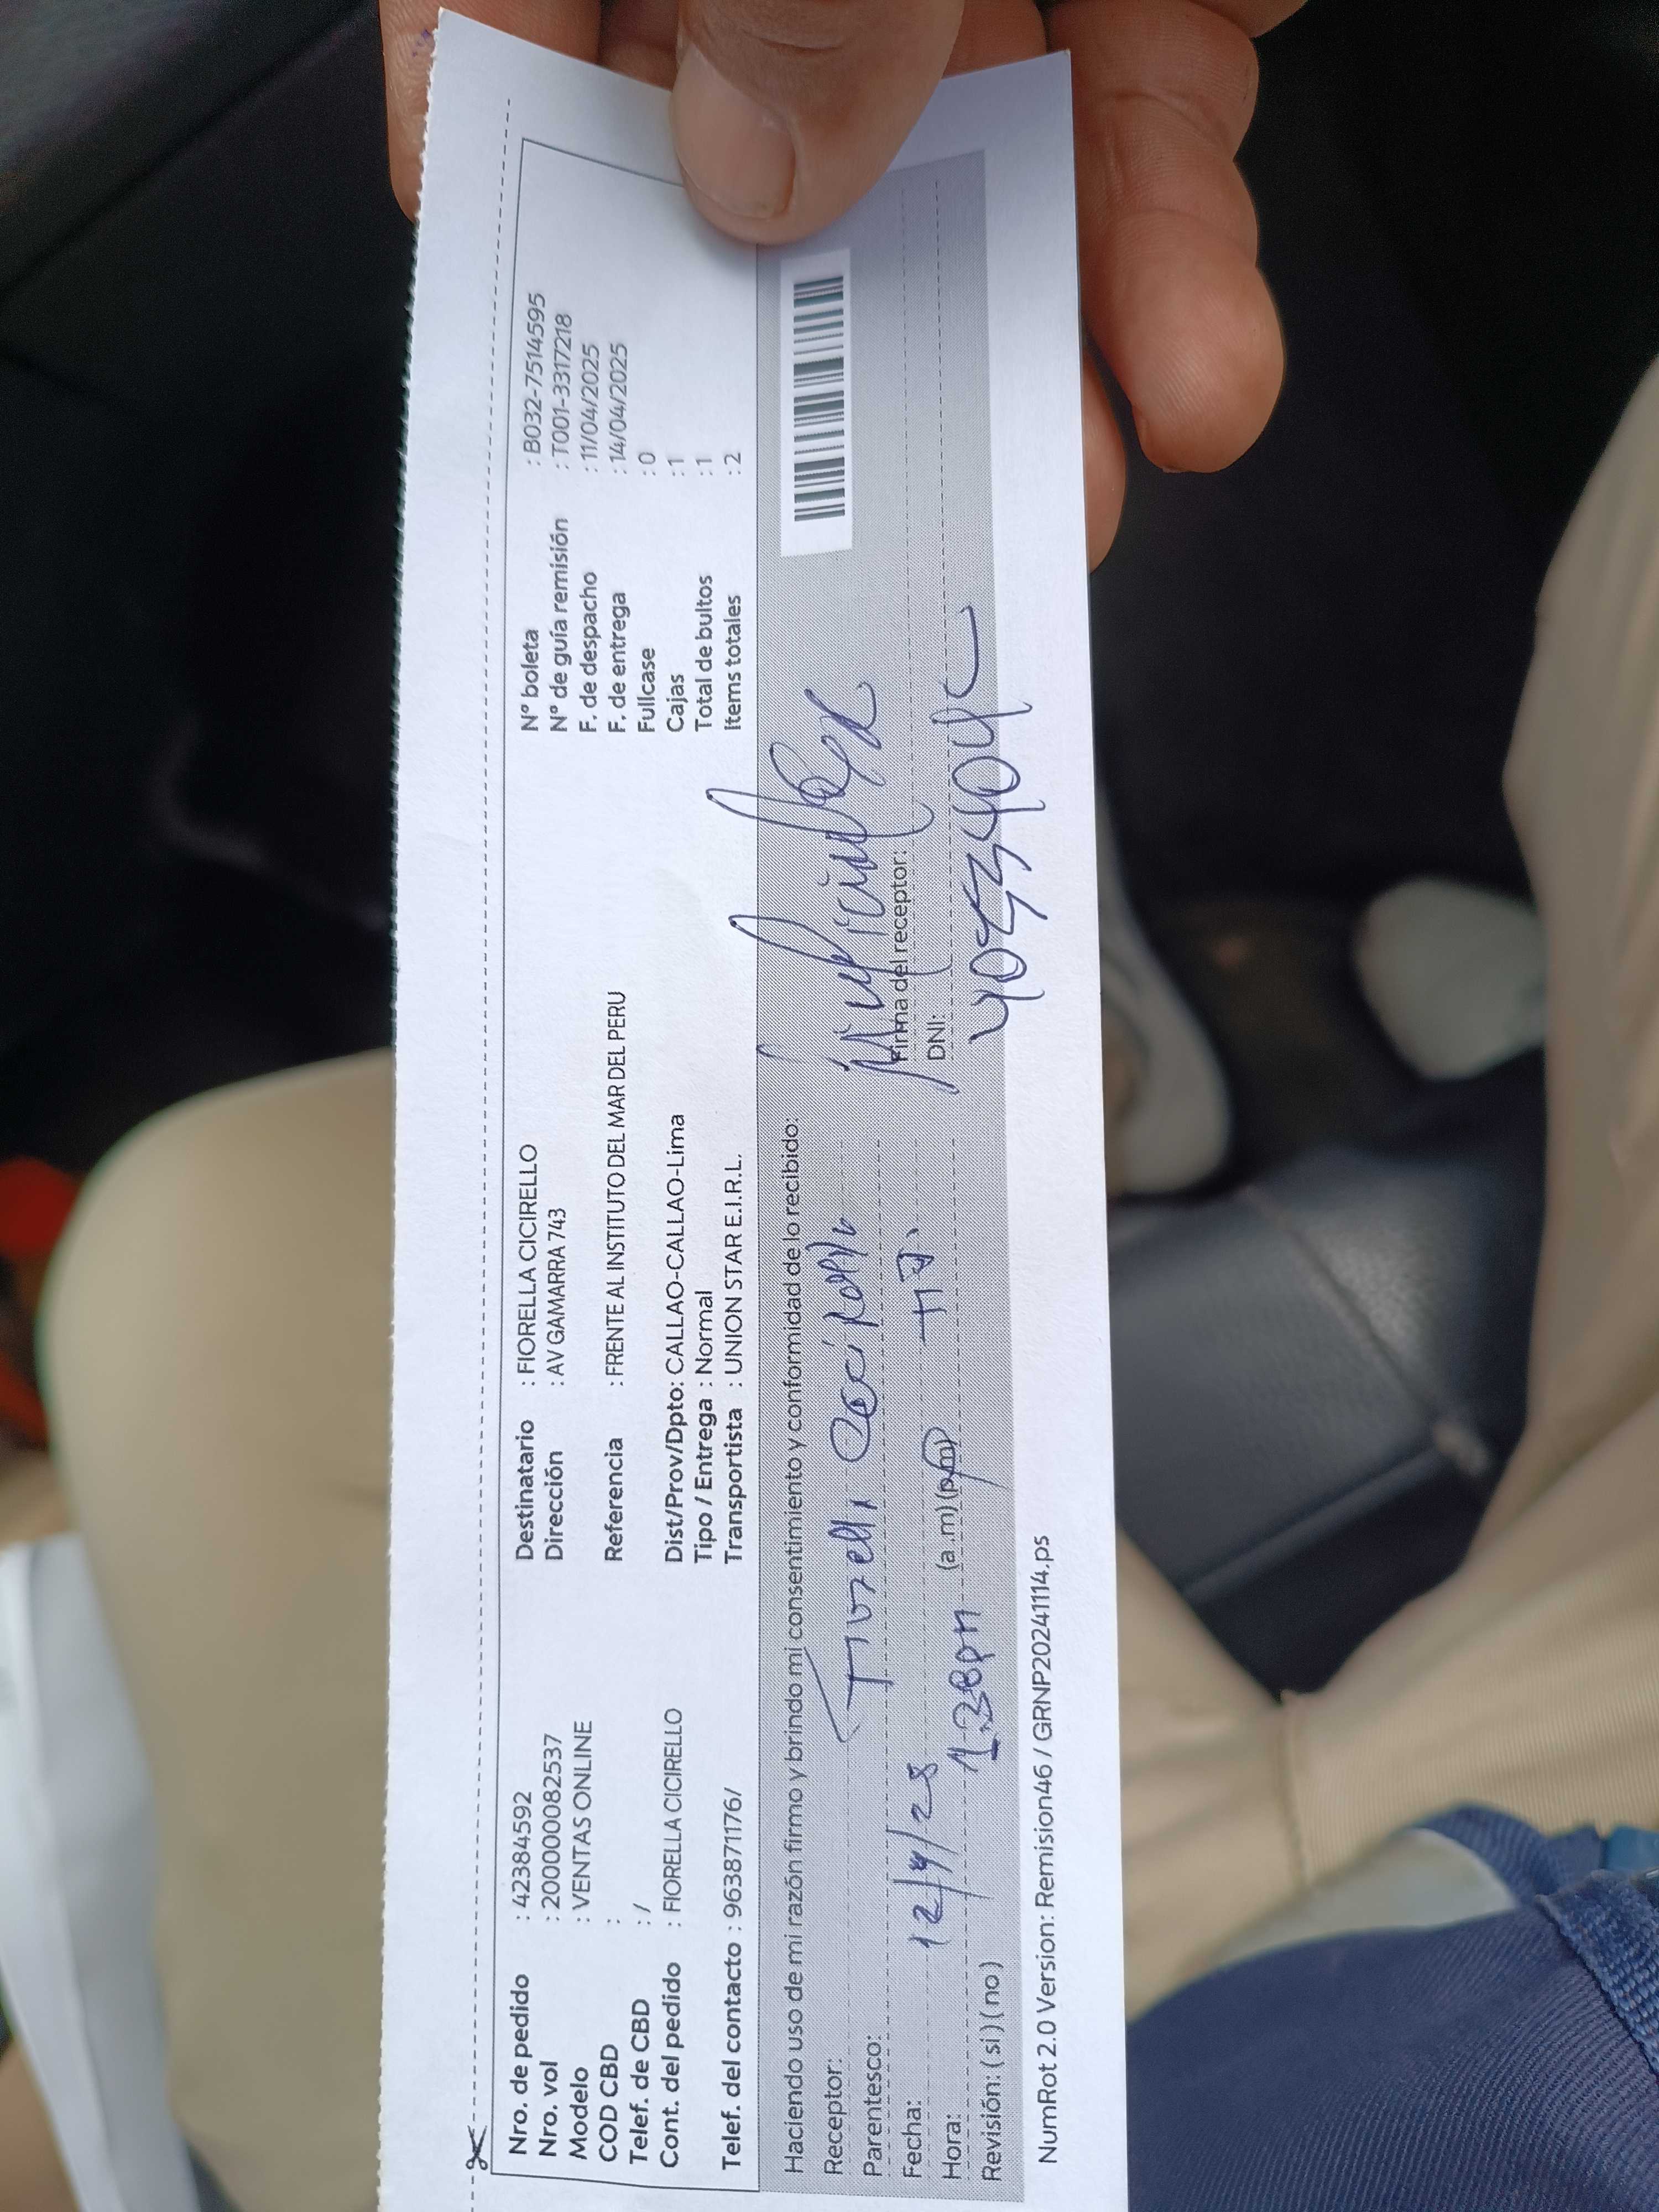 Nro. de pedido : 42384592
Nro. vol : 200000082537
Modelo : VENTAS ONLINE
COD CBD :
Telef. de CBD : /
Cont. del pedido : FIORELLA CICIRELLO
Telef. del contacto : 963871176/
Destinatario : FIORELLA CICIRELLO
Dirección : AV GAMARRA 743
Referencia : FRENTE AL INSTITUTO DEL MAR DEL PERU
Dist/Prov/Dpto: CALLAO-CALLAO-Lima
Tipo / Entrega : Normal
Transportista : UNION STAR E.I.R.L.
N° boleta : B032-7514595
N° de guía remisión : T001-3317218
F. de despacho : 11/04/2025
F. de entrega : 14/04/2025
Fullcase : 0
Cajas : 1
Total de bultos : 1
Items totales : 2
Haciendo uso de mi razón firmo y brindo mi consentimiento y conformidad de lo recibido:
Receptor:
Parentesco:
Fecha: 12/4/25
Hora: 1.38pm (a.m) (pm)
Revisión: ( si ) ( no )
Firma del receptor:
DNI:
NumRot 2.0 Version: Remision46 / GRNP20241114.ps